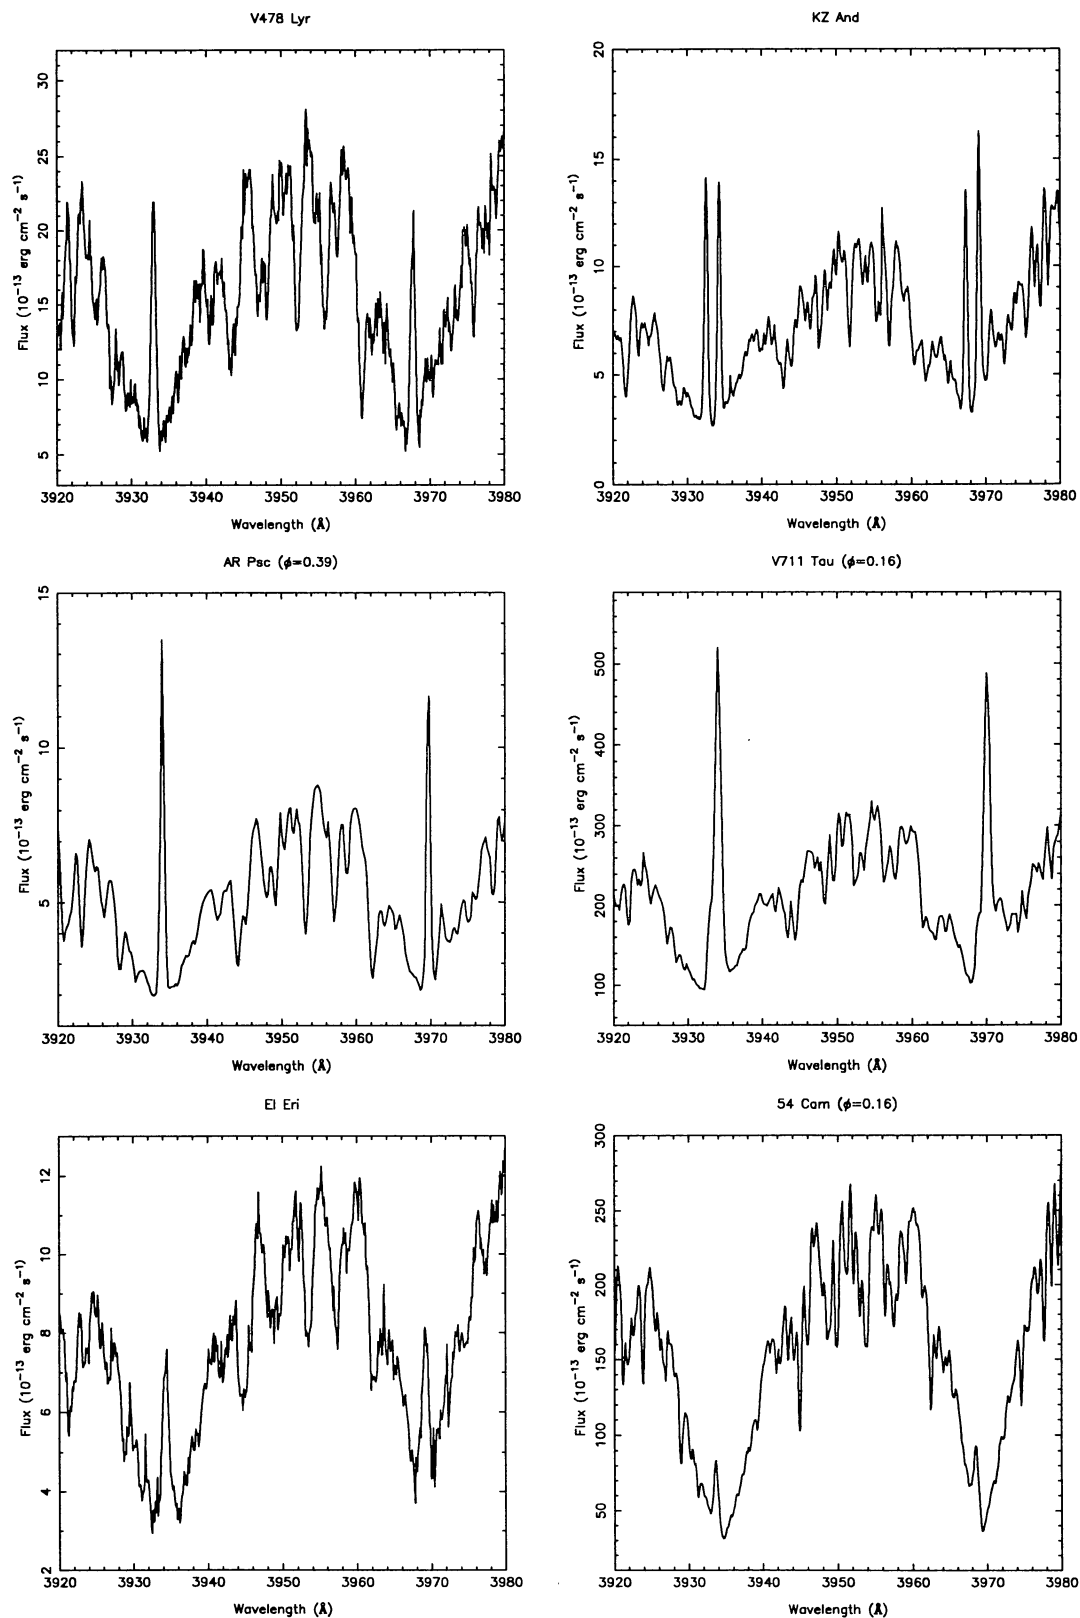 V478 Lyr
KZ And
30
25
20
15
10
5
Flux (10⁻¹³ erg cm⁻² s⁻¹)
3920 3930 3940 3950 3960 3970 3980
Wavelength (Å)
20
15
10
5
0
Flux (10⁻¹³ erg cm⁻² s⁻¹)
3920 3930 3940 3950 3960 3970 3980
Wavelength (Å)
AR Psc (ϕ=0.39)
V711 Tau (ϕ=0.16)
15
10
5
Flux (10⁻¹³ erg cm⁻² s⁻¹)
3920 3930 3940 3950 3960 3970 3980
Wavelength (Å)
500
400
300
200
100
Flux (10⁻¹³ erg cm⁻² s⁻¹)
3920 3930 3940 3950 3960 3970 3980
Wavelength (Å)
EI Eri
54 Cam (ϕ=0.16)
12
10
8
6
4
2
Flux (10⁻¹³ erg cm⁻² s⁻¹)
3920 3930 3940 3950 3960 3970 3980
Wavelength (Å)
300
250
200
150
100
50
Flux (10⁻¹³ erg cm⁻² s⁻¹)
3920 3930 3940 3950 3960 3970 3980
Wavelength (Å)